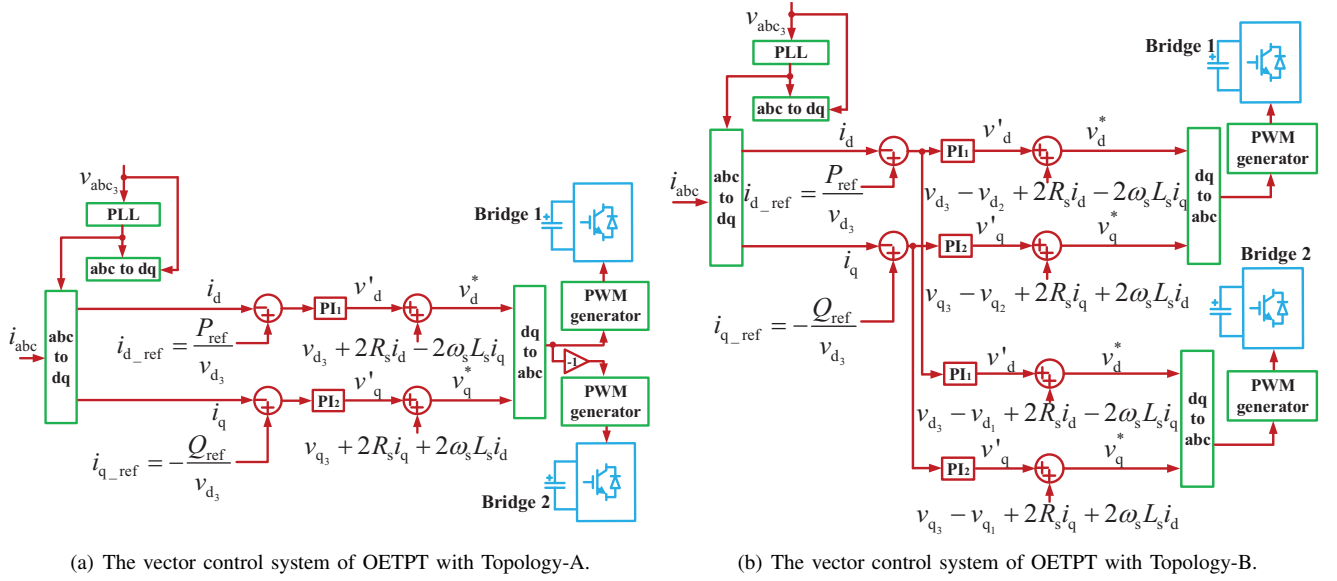 v_abc₃
PLL
abc to dq
i_abc
abc
to
dq
i_d
i_d_ref = P_ref / v_d₃
i_q
i_q_ref = − Q_ref / v_d₃
PI₁
v'_d
v_d₃ + 2R_s i_d − 2ω_s L_s i_q
v_d^*
PI₂
v'_q
v_q^*
v_q₃ + 2R_s i_q + 2ω_s L_s i_d
dq
to
abc
-1
PWM
generator
Bridge 1
PWM
generator
Bridge 2
(a) The vector control system of OETPT with Topology-A.
v_abc₃
PLL
abc to dq
i_abc
abc
to
dq
i_d
i_d_ref = P_ref / v_d₃
i_q
i_q_ref = − Q_ref / v_d₃
PI₁
v'_d
v_d^*
v_d₃ − v_d₂ + 2R_s i_d − 2ω_s L_s i_q
PI₂
v'_q
v_q^*
v_q₃ − v_q₂ + 2R_s i_q + 2ω_s L_s i_d
dq
to
abc
PWM
generator
Bridge 1
PI₁
v'_d
v_d^*
v_d₃ − v_d₁ + 2R_s i_d − 2ω_s L_s i_q
PI₂
v'_q
v_q^*
v_q₃ − v_q₁ + 2R_s i_q + 2ω_s L_s i_d
dq
to
abc
PWM
generator
Bridge 2
(b) The vector control system of OETPT with Topology-B.